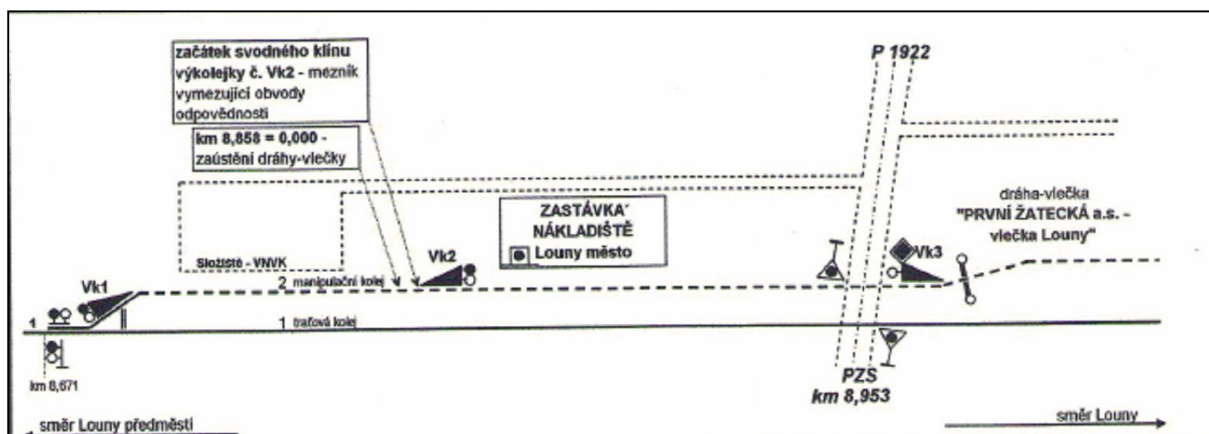 začátek svodného klínu
výkolejky č. Vk2 - mezník
vymezující obvody
odpovědnosti
km 8,858 = 0,000 -
zaústění dráhy-vlečky
P 1922
ZASTÁVKA
NÁKLADIŠTĚ
Louny město
dráha-vlečka
"PRVNÍ ŽATECKÁ a.s. -
vlečka Louny"
Složiště - VNVK
Vk1
Vk2
Vk3
2 manipulační kolej
1
1 traťová kolej
km 8,671
PZS
km 8,953
směr Louny předměstí
směr Louny